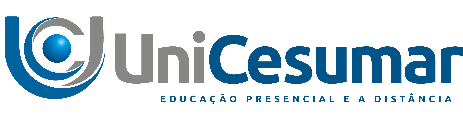 UniCesumar
EDUCAÇÃO PRESENCIAL E A DISTÂNCIA